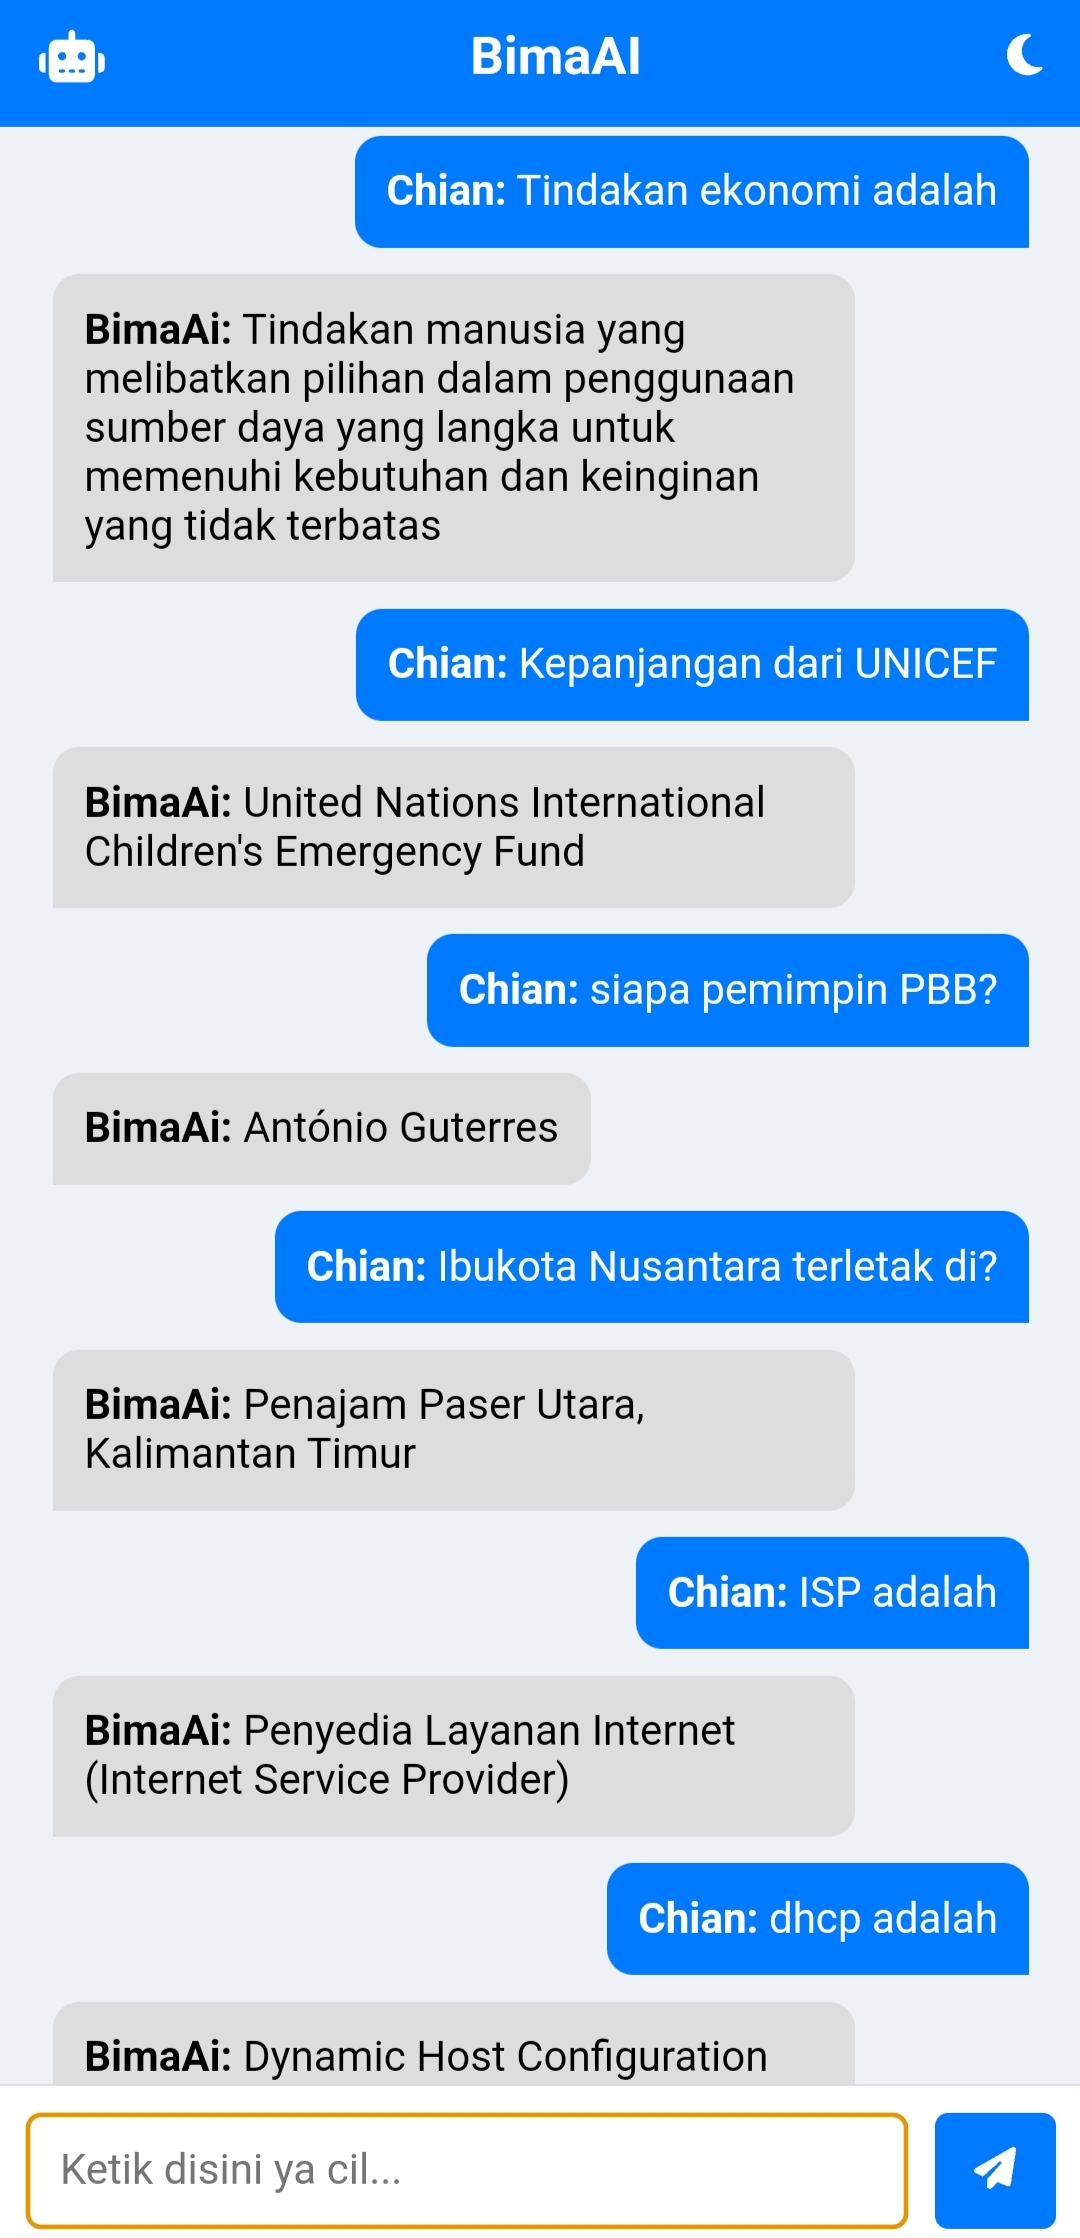 BimaAI
Chian: Tindakan ekonomi adalah
BimaAi: Tindakan manusia yang
melibatkan pilihan dalam penggunaan
sumber daya yang langka untuk
memenuhi kebutuhan dan keinginan
yang tidak terbatas
Chian: Kepanjangan dari UNICEF
BimaAi: United Nations International
Children's Emergency Fund
Chian: siapa pemimpin PBB?
BimaAi: António Guterres
Chian: Ibukota Nusantara terletak di?
BimaAi: Penajam Paser Utara,
Kalimantan Timur
Chian: ISP adalah
BimaAi: Penyedia Layanan Internet
(Internet Service Provider)
Chian: dhcp adalah
BimaAi: Dynamic Host Configuration
Ketik disini ya cil...